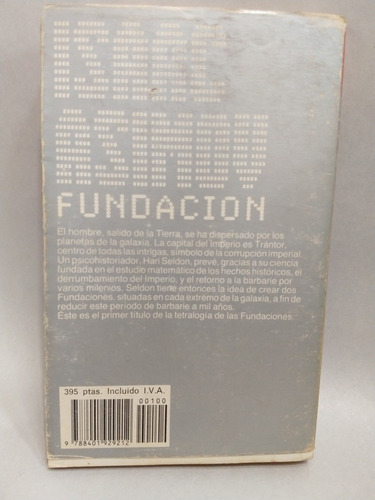 ISAAC
ASIMOV
FUNDACION
El hombre, salido de la Tierra, se ha dispersado por los
planetas de la galaxia. La capital del Imperio es Trántor,
centro de todas las intrigas, símbolo de la corrupción imperial.
Un psicohistoriador, Hari Seldon, prevé, gracias a su ciencia
fundada en el estudio matemático de los hechos históricos, el
derrumbamiento del Imperio, y el retorno a la barbarie por
varios milenios. Seldon tiene entonces la idea de crear dos
Fundaciones, situadas en cada extremo de la galaxia, a fin de
reducir este período de barbarie a mil años.
Éste es el primer título de la tetralogía de las Fundaciones.
395 ptas. Incluido I.V.A.
00100
9 788401 929212